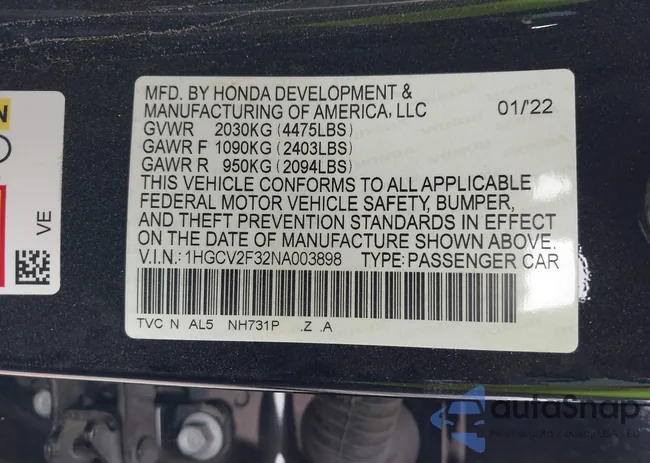 MFD. BY HONDA DEVELOPMENT &
MANUFACTURING OF AMERICA, LLC 01/'22
GVWR 2030KG (4475LBS)
GAWR F 1090KG (2403LBS)
GAWR R 950KG (2094LBS)
THIS VEHICLE CONFORMS TO ALL APPLICABLE
FEDERAL MOTOR VEHICLE SAFETY, BUMPER,
AND THEFT PREVENTION STANDARDS IN EFFECT
ON THE DATE OF MANUFACTURE SHOWN ABOVE.
V.I.N.: 1HGCV2F32NA003898 TYPE: PASSENGER CAR
TVC N AL5 NH731P .Z .A
N
VE
autaSnap